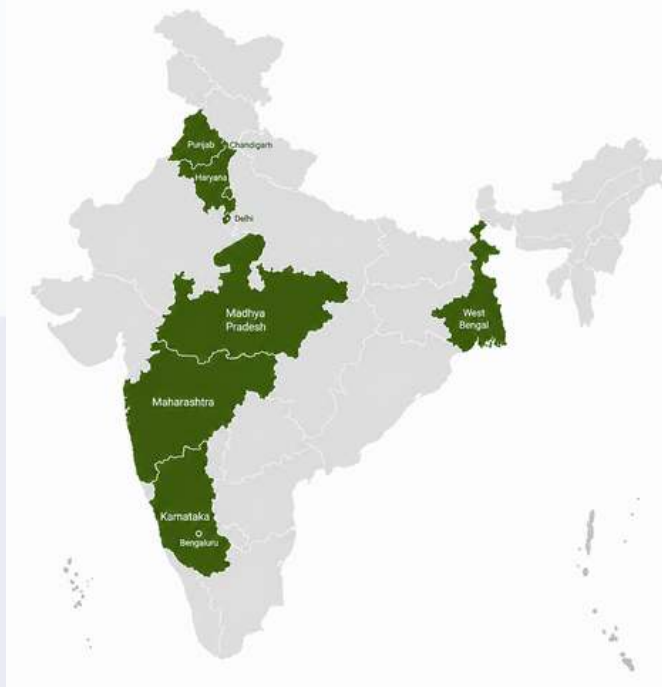 Punjab
Chandigarh
Haryana
Delhi
Madhya
Pradesh
West
Bengal
Maharashtra
Karnataka
Bengaluru